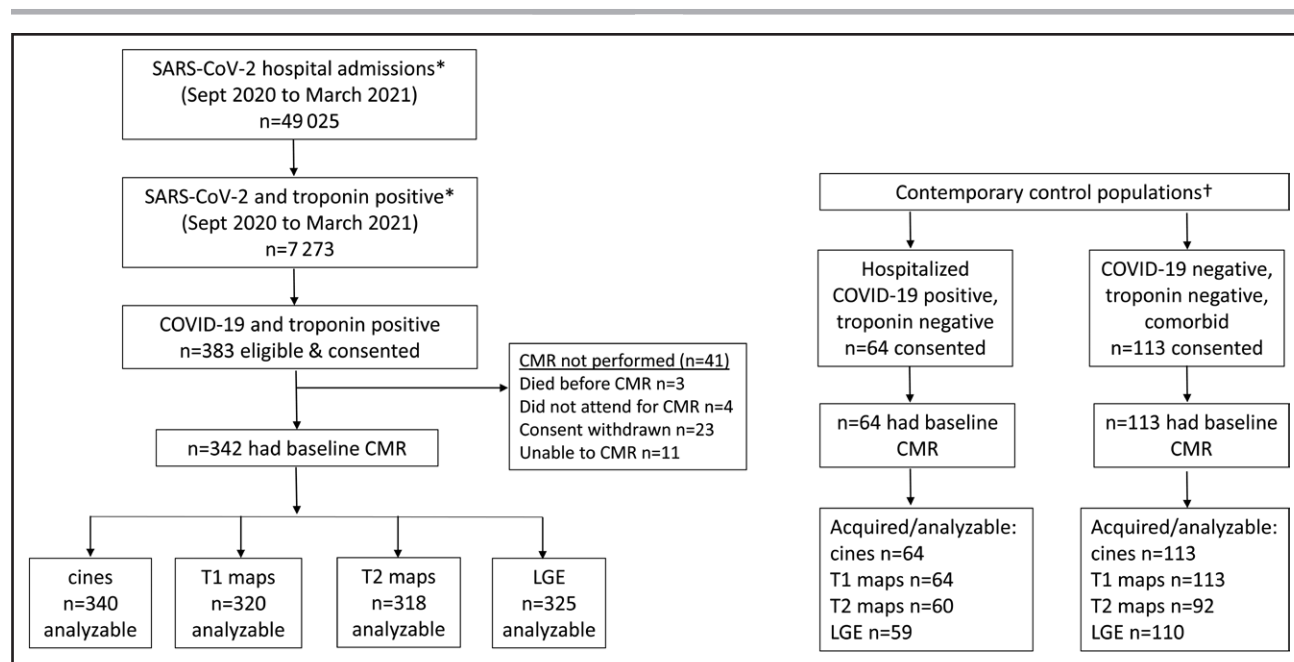 SARS-CoV-2 hospital admissions*
(Sept 2020 to March 2021)
n=49 025
SARS-CoV-2 and troponin positive*
(Sept 2020 to March 2021)
n=7 273
COVID-19 and troponin positive
n=383 eligible & consented
CMR not performed (n=41)
Died before CMR n=3
Did not attend for CMR n=4
Consent withdrawn n=23
Unable to CMR n=11
n=342 had baseline CMR
cines
n=340
analyzable
T1 maps
n=320
analyzable
T2 maps
n=318
analyzable
LGE
n=325
analyzable
Contemporary control populations†
Hospitalized
COVID-19 positive,
troponin negative
n=64 consented
COVID-19 negative,
troponin negative,
comorbid
n=113 consented
n=64 had baseline
CMR
n=113 had baseline
CMR
Acquired/analyzable:
cines n=64
T1 maps n=64
T2 maps n=60
LGE n=59
Acquired/analyzable:
cines n=113
T1 maps n=113
T2 maps n=92
LGE n=110